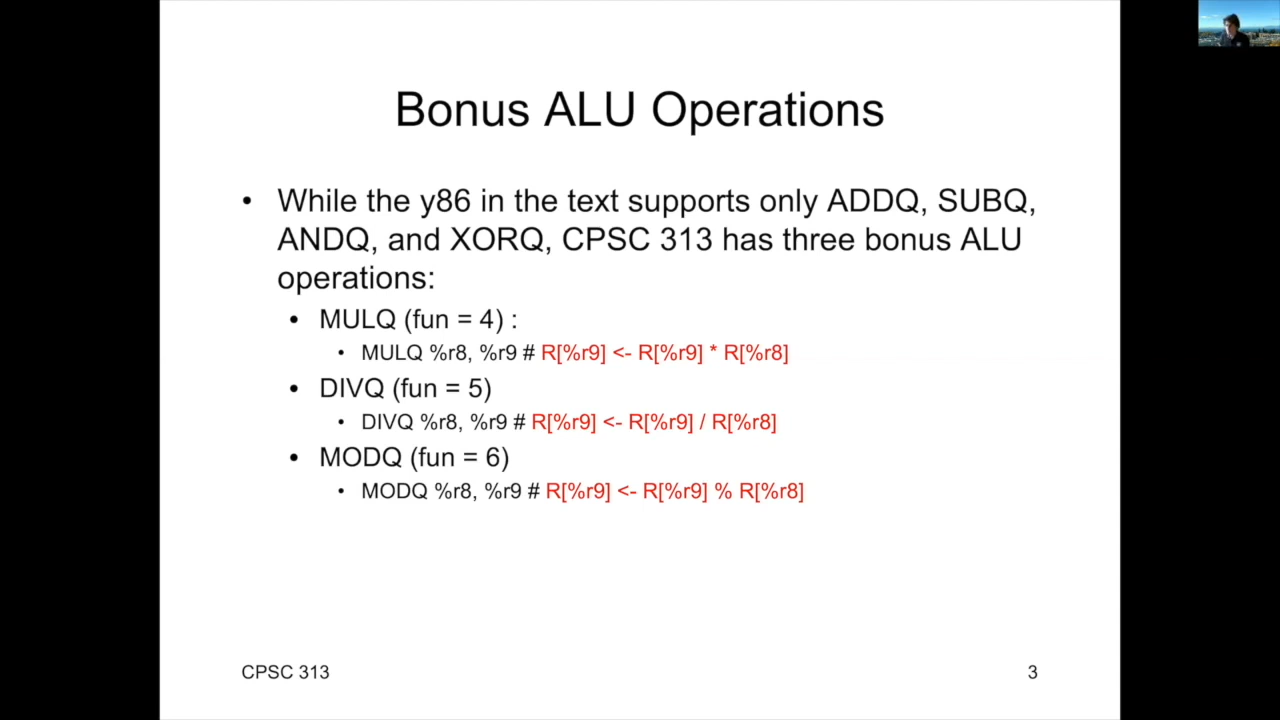 Bonus ALU Operations
• While the y86 in the text supports only ADDQ, SUBQ,
ANDQ, and XORQ, CPSC 313 has three bonus ALU
operations:
• MULQ (fun = 4) :
• MULQ %r8, %r9 # R[%r9] <- R[%r9] * R[%r8]
• DIVQ (fun = 5)
• DIVQ %r8, %r9 # R[%r9] <- R[%r9] / R[%r8]
• MODQ (fun = 6)
• MODQ %r8, %r9 # R[%r9] <- R[%r9] % R[%r8]
CPSC 313
3